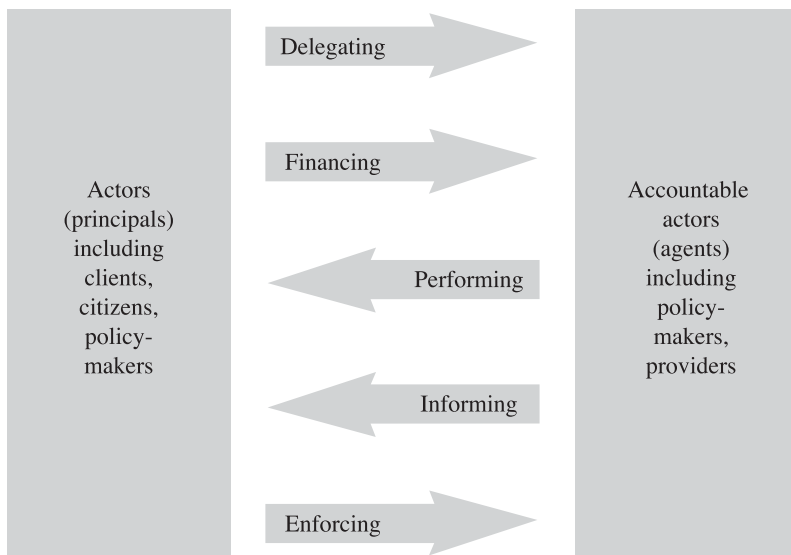 Actors
(principals)
including
clients,
citizens,
policy-
makers
Delegating
Financing
Performing
Informing
Enforcing
Accountable
actors
(agents)
including
policy-
makers,
providers